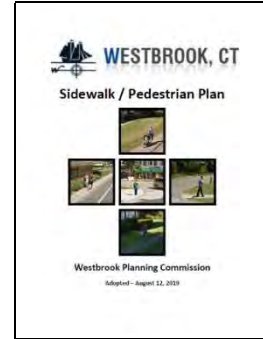 WESTBROOK, CT
Sidewalk / Pedestrian Plan
Westbrook Planning Commission
Adopted – August 12, 2019